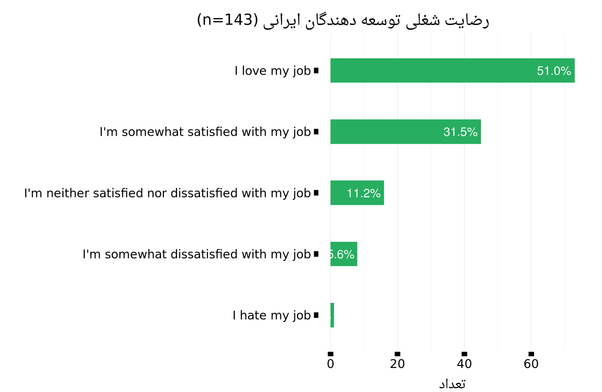 رضایت شغلی توسعه دهندگان ایرانی (n=143)
I love my job
51.0%
I'm somewhat satisfied with my job
31.5%
I'm neither satisfied nor dissatisfied with my job
11.2%
I'm somewhat dissatisfied with my job
5.6%
I hate my job
0 20 40 60
تعداد